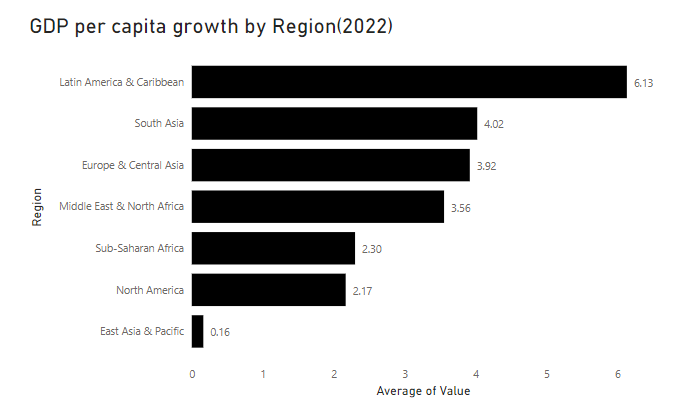 GDP per capita growth by Region(2022)
Region
Latin America & Caribbean 6.13
South Asia 4.02
Europe & Central Asia 3.92
Middle East & North Africa 3.56
Sub-Saharan Africa 2.30
North America 2.17
East Asia & Pacific 0.16
0 1 2 3 4 5 6
Average of Value